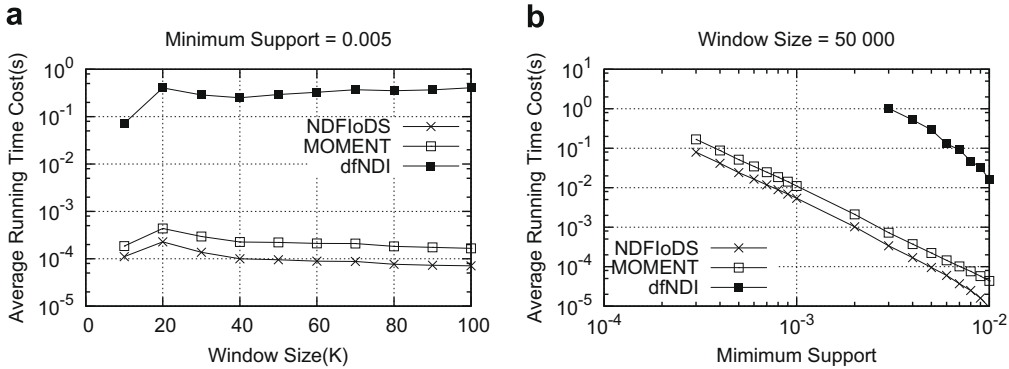 a
Minimum Support = 0.005
Average Running Time Cost(s)
10^0
10^-1
10^-2
10^-3
10^-4
10^-5
NDFIoDS
MOMENT
dfNDI
0 20 40 60 80 100
Window Size(K)
b
Window Size = 50 000
Average Running Time Cost(s)
10^1
10^0
10^-1
10^-2
10^-3
10^-4
10^-5
NDFIoDS
MOMENT
dfNDI
10^-4 10^-3 10^-2
Mimimum Support